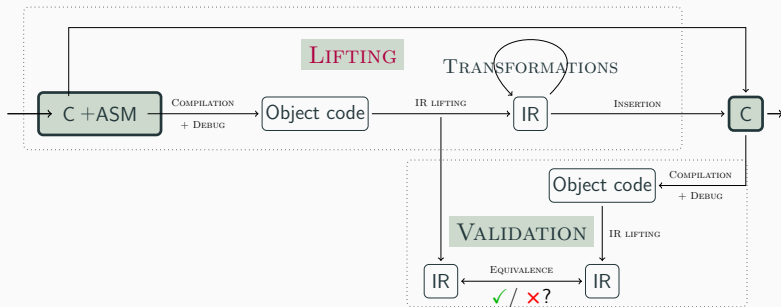 LIFTING
TRANSFORMATIONS
C +ASM
COMPILATION
+ DEBUG
Object code
IR LIFTING
IR
INSERTION
C
Object code
COMPILATION
+ DEBUG
VALIDATION
IR LIFTING
IR
EQUIVALENCE
✓/ ×?
IR